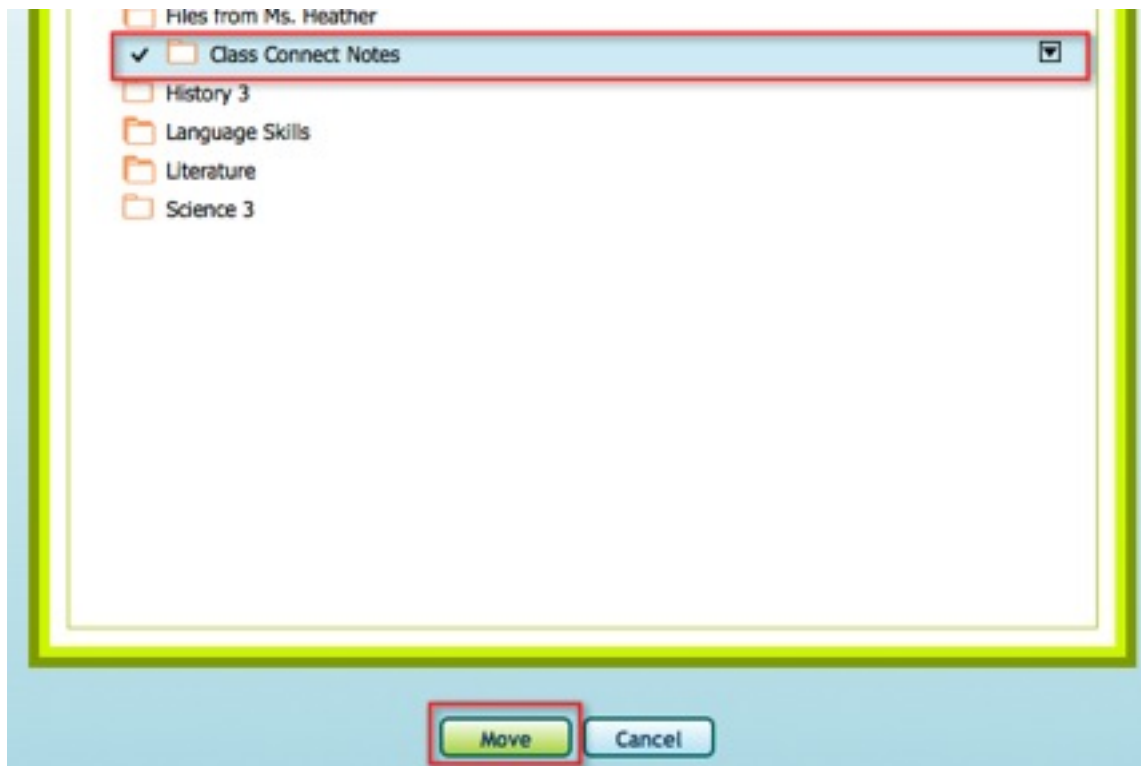 Files from Ms. Heather
Class Connect Notes
History 3
Language Skills
Literature
Science 3
Move Cancel